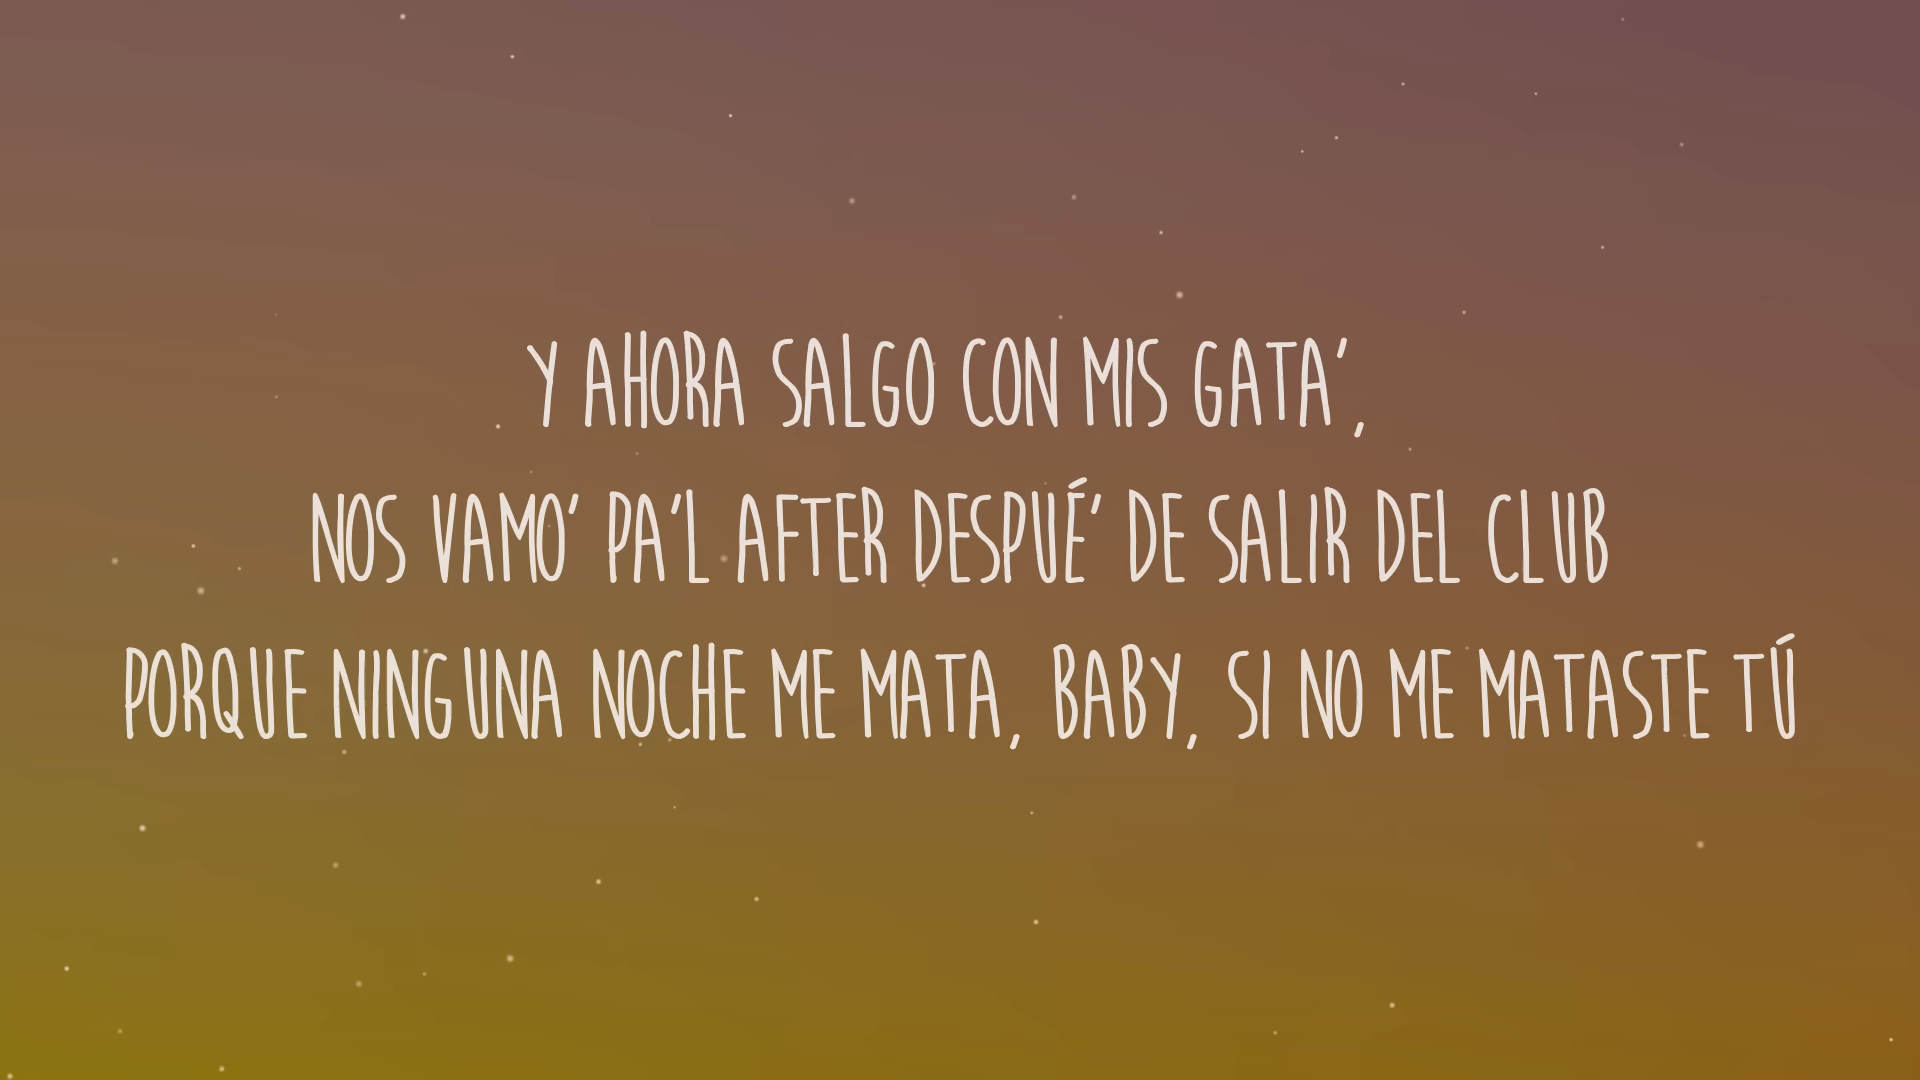 Y AHORA SALGO CON MIS GATA',
NOS VAMO' PA'L AFTER DESPUÉ' DE SALIR DEL CLUB
PORQUE NINGUNA NOCHE ME MATA, BABY, SI NO ME MATASTE TÚ